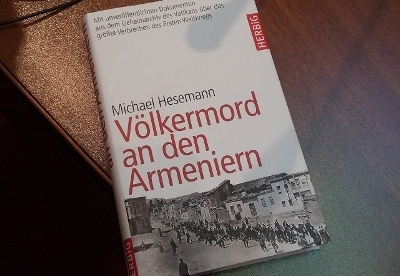 Mit unveröffentlichten Dokumenten
aus dem Geheimarchiv des Vatikans über das
größte Verbrechen des Ersten Weltkriegs
HERBIG
Michael Hesemann
Völkermord
an den
Armeniern
HERBIG